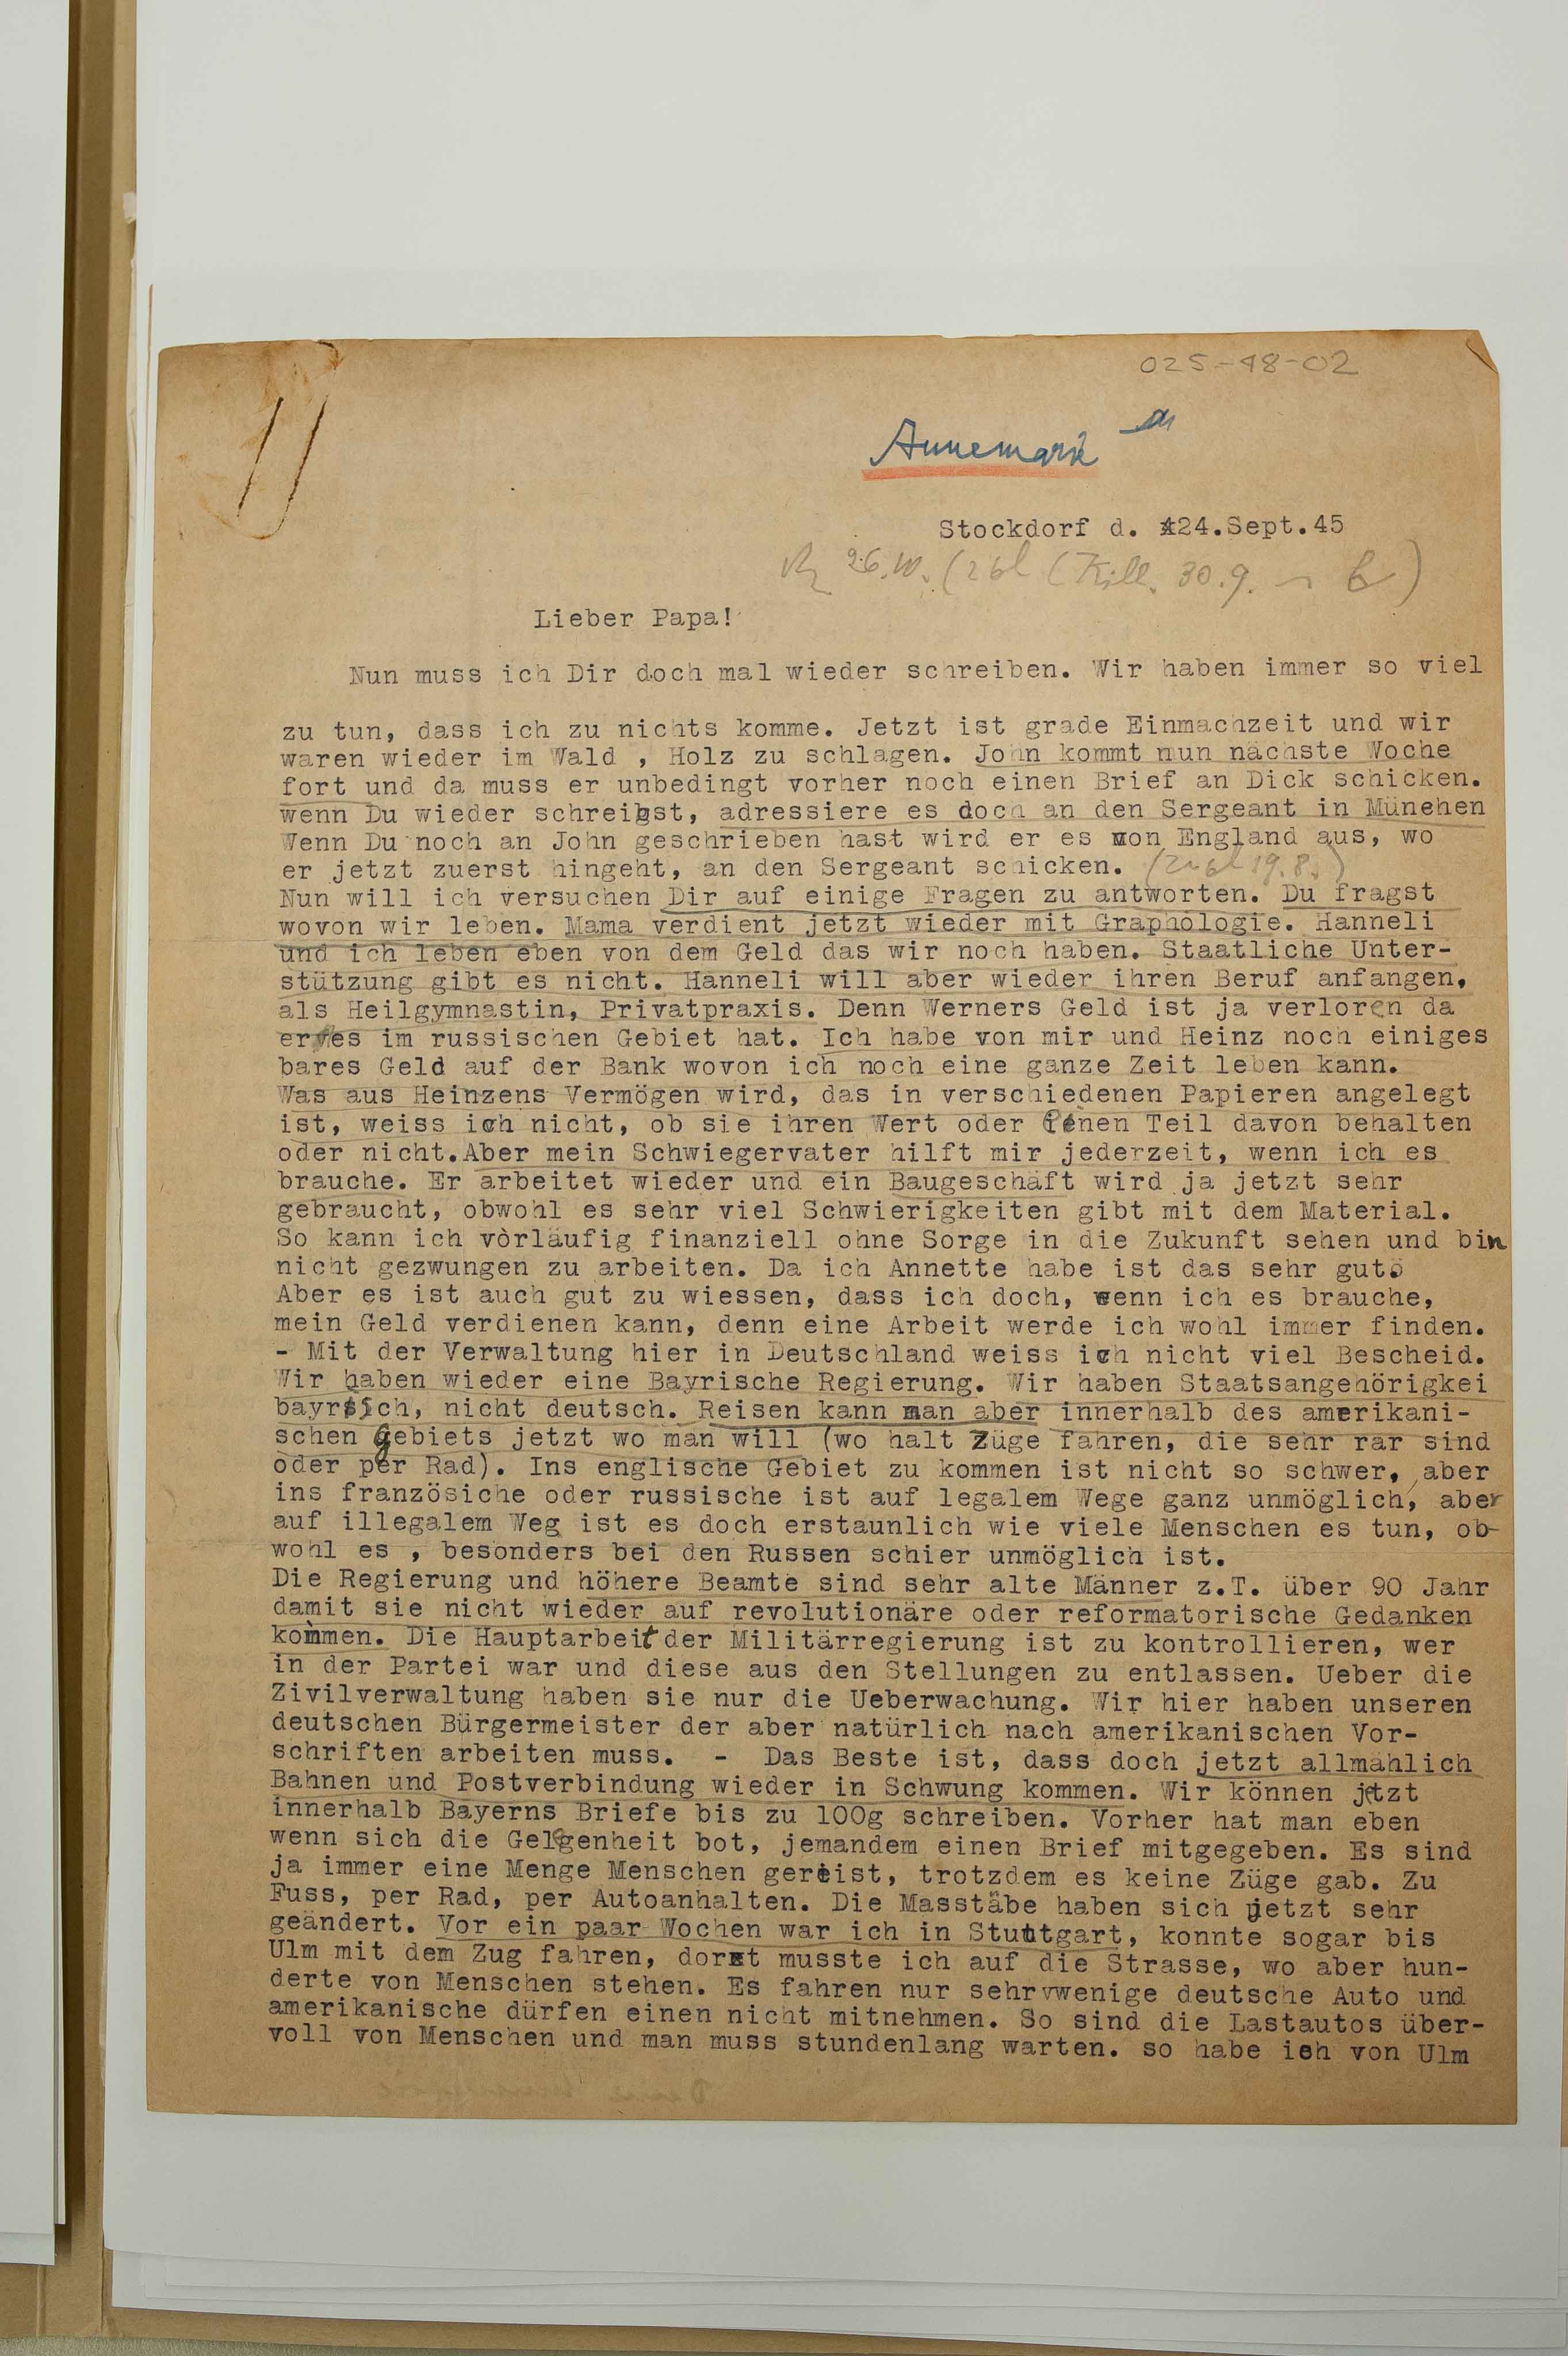 025-48-02
Annemarie
Stockdorf d. 24.Sept.45
26.10. ( ( 30.9. )
Lieber Papa!
Nun muss ich Dir doch mal wieder schreiben. Wir haben immer so viel
zu tun, dass ich zu nichts komme. Jetzt ist grade Einmachzeit und wir
waren wieder im Wald , Holz zu schlagen. John kommt nun nächste Woche
fort und da muss er unbedingt vorher noch einen Brief an Dick schicken.
wenn Du wieder schreibst, adressiere es doch an den Sergeant in Münehen
Wenn Du noch an John geschrieben hast wird er es von England aus, wo
er jetzt zuerst hingeht, an den Sergeant schicken. ( 19.8.)
Nun will ich versuchen Dir auf einige Fragen zu antworten. Du fragst
wovon wir leben. Mama verdient jetzt wieder mit Graphologie. Hanneli
und ich leben eben von dem Geld das wir noch haben. Staatliche Unter-
stützung gibt es nicht. Hanneli will aber wieder ihren Beruf anfangen,
als Heilgymnastin, Privatpraxis. Denn Werners Geld ist ja verloren da
er es im russischen Gebiet hat. Ich habe von mir und Heinz noch einiges
bares Geld auf der Bank wovon ich noch eine ganze Zeit leben kann.
Was aus Heinzens Vermögen wird, das in verschiedenen Papieren angelegt
ist, weiss ich nicht, ob sie ihren Wert oder einen Teil davon behalten
oder nicht.Aber mein Schwiegervater hilft mir jederzeit, wenn ich es
brauche. Er arbeitet wieder und ein Baugeschäft wird ja jetzt sehr
gebraucht, obwohl es sehr viel Schwierigkeiten gibt mit dem Material.
So kann ich vorläufig finanziell ohne Sorge in die Zukunft sehen und bin
nicht gezwungen zu arbeiten. Da ich Annette habe ist das sehr gut.
Aber es ist auch gut zu wiessen, dass ich doch, wenn ich es brauche,
mein Geld verdienen kann, denn eine Arbeit werde ich wohl immer finden.
- Mit der Verwaltung hier in Deutschland weiss ich nicht viel Bescheid.
Wir haben wieder eine Bayrische Regierung. Wir haben Staatsangehörigkei
bayrisch, nicht deutsch. Reisen kann man aber innerhalb des amerikani-
schen Gebiets jetzt wo man will (wo halt Züge fahren, die sehr rar sind
oder per Rad). Ins englische Gebiet zu kommen ist nicht so schwer, aber
ins französiche oder russische ist auf legalem Wege ganz unmöglich, aber
auf illegalem Weg ist es doch erstaunlich wie viele Menschen es tun, ob-
wohl es , besonders bei den Russen schier unmöglich ist.
Die Regierung und höhere Beamte sind sehr alte Männer z.T. über 90 Jahr
damit sie nicht wieder auf revolutionäre oder reformatorische Gedanken
kommen. Die Hauptarbeit der Militärregierung ist zu kontrollieren, wer
in der Partei war und diese aus den Stellungen zu entlassen. Ueber die
Zivilverwaltung haben sie nur die Ueberwachung. Wir hier haben unseren
deutschen Bürgermeister der aber natürlich nach amerikanischen Vor-
schriften arbeiten muss. - Das Beste ist, dass doch jetzt allmählich
Bahnen und Postverbindung wieder in Schwung kommen. Wir können jetzt
innerhalb Bayerns Briefe bis zu 100g schreiben. Vorher hat man eben
wenn sich die Gelegenheit bot, jemandem einen Brief mitgegeben. Es sind
ja immer eine Menge Menschen gereist, trotzdem es keine Züge gab. Zu
Fuss, per Rad, per Autoanhalten. Die Masstäbe haben sich jetzt sehr
geändert. Vor ein paar Wochen war ich in Stuttgart, konnte sogar bis
Ulm mit dem Zug fahren, dort musste ich auf die Strasse, wo aber hun-
derte von Menschen stehen. Es fahren nur sehr wenige deutsche Auto und
amerikanische dürfen einen nicht mitnehmen. So sind die Lastautos über-
voll von Menschen und man muss stundenlang warten. so habe ich von Ulm